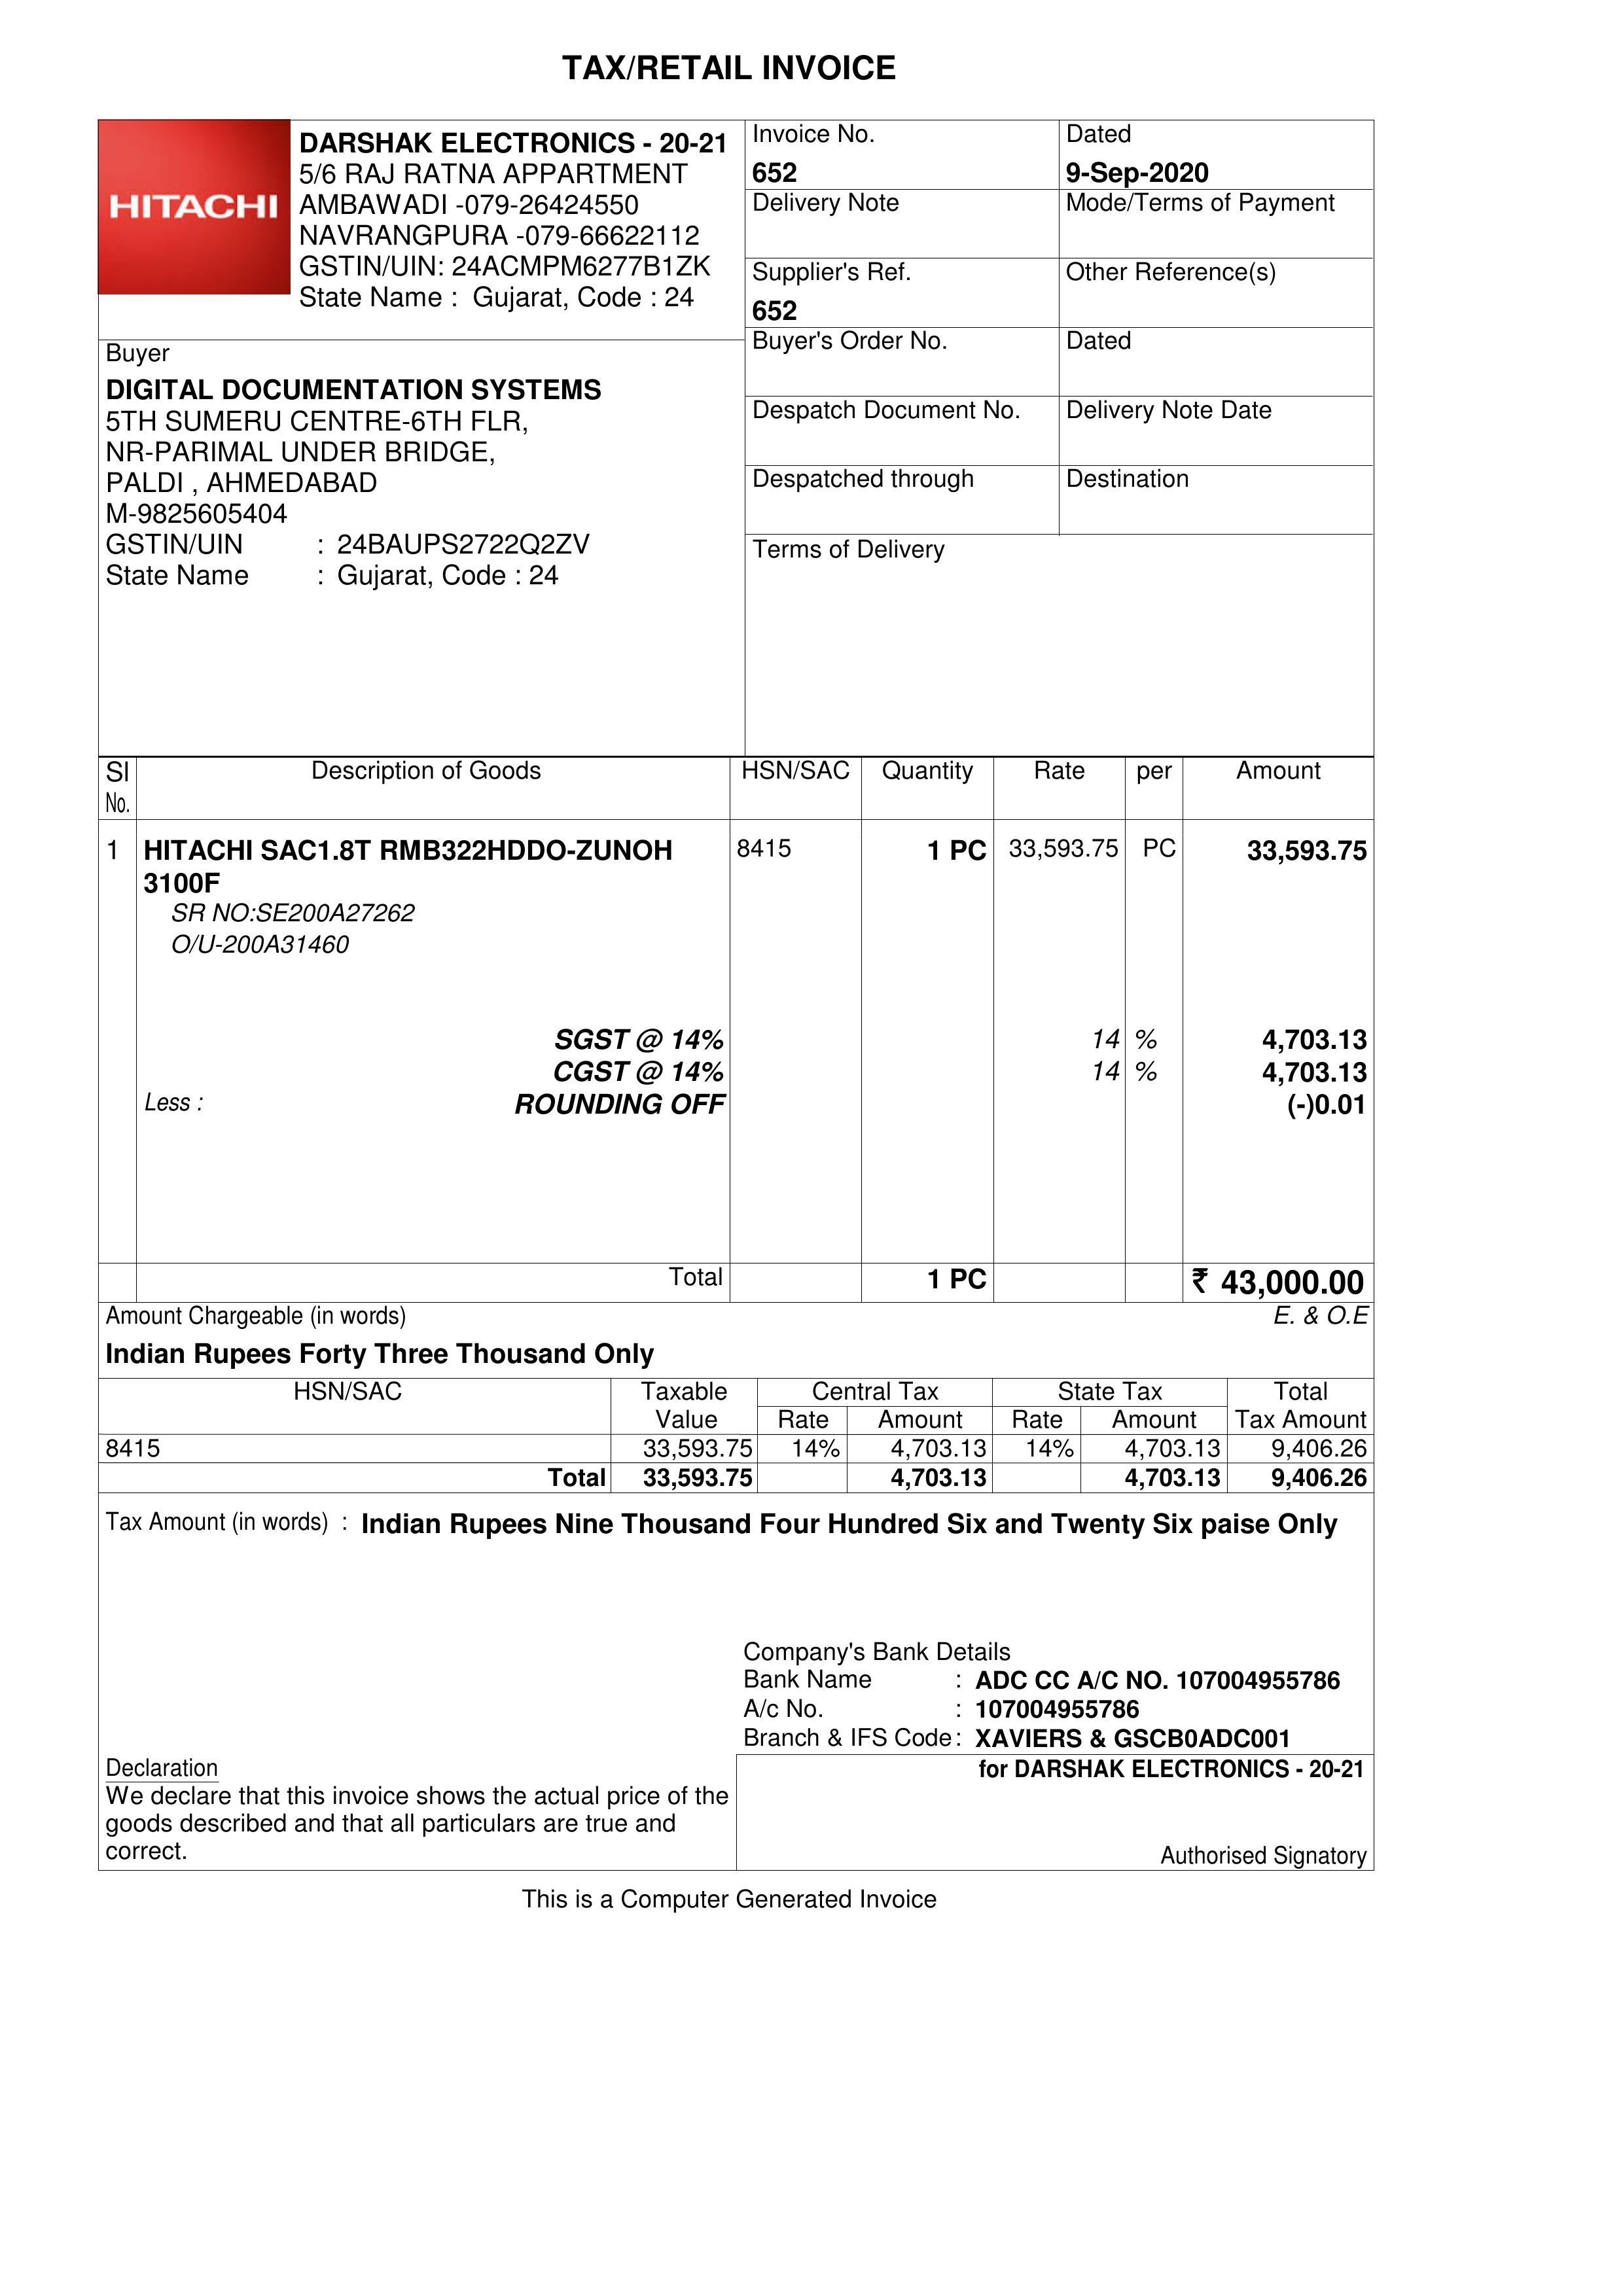 TAX/RETAIL INVOICE
HITACHI
DARSHAK ELECTRONICS - 20-21
5/6 RAJ RATNA APPARTMENT
AMBAWADI -079-26424550
NAVRANGPURA -079-66622112
GSTIN/UIN: 24ACMPM6277B1ZK
State Name : Gujarat, Code : 24
Invoice No. Dated
652 9-Sep-2020
Delivery Note Mode/Terms of Payment
Supplier's Ref. Other Reference(s)
652
Buyer's Order No. Dated
Despatch Document No. Delivery Note Date
Despatched through Destination
Terms of Delivery
Buyer
DIGITAL DOCUMENTATION SYSTEMS
5TH SUMERU CENTRE-6TH FLR,
NR-PARIMAL UNDER BRIDGE,
PALDI , AHMEDABAD
M-9825605404
GSTIN/UIN : 24BAUPS2722Q2ZV
State Name : Gujarat, Code : 24
Sl Description of Goods HSN/SAC Quantity Rate per Amount
No.
1 HITACHI SAC1.8T RMB322HDDO-ZUNOH 8415 1 PC 33,593.75 PC 33,593.75
3100F
SR NO:SE200A27262
O/U-200A31460
SGST @ 14% 14 % 4,703.13
CGST @ 14% 14 % 4,703.13
Less : ROUNDING OFF (-)0.01
Total 1 PC ₹ 43,000.00
Amount Chargeable (in words) E. & O.E
Indian Rupees Forty Three Thousand Only
HSN/SAC Taxable Central Tax State Tax Total
Value Rate Amount Rate Amount Tax Amount
8415 33,593.75 14% 4,703.13 14% 4,703.13 9,406.26
Total 33,593.75 4,703.13 4,703.13 9,406.26
Tax Amount (in words) : Indian Rupees Nine Thousand Four Hundred Six and Twenty Six paise Only
Company's Bank Details
Bank Name : ADC CC A/C NO. 107004955786
A/c No. : 107004955786
Branch & IFS Code : XAVIERS & GSCB0ADC001
Declaration
We declare that this invoice shows the actual price of the
goods described and that all particulars are true and
correct.
for DARSHAK ELECTRONICS - 20-21
Authorised Signatory
This is a Computer Generated Invoice